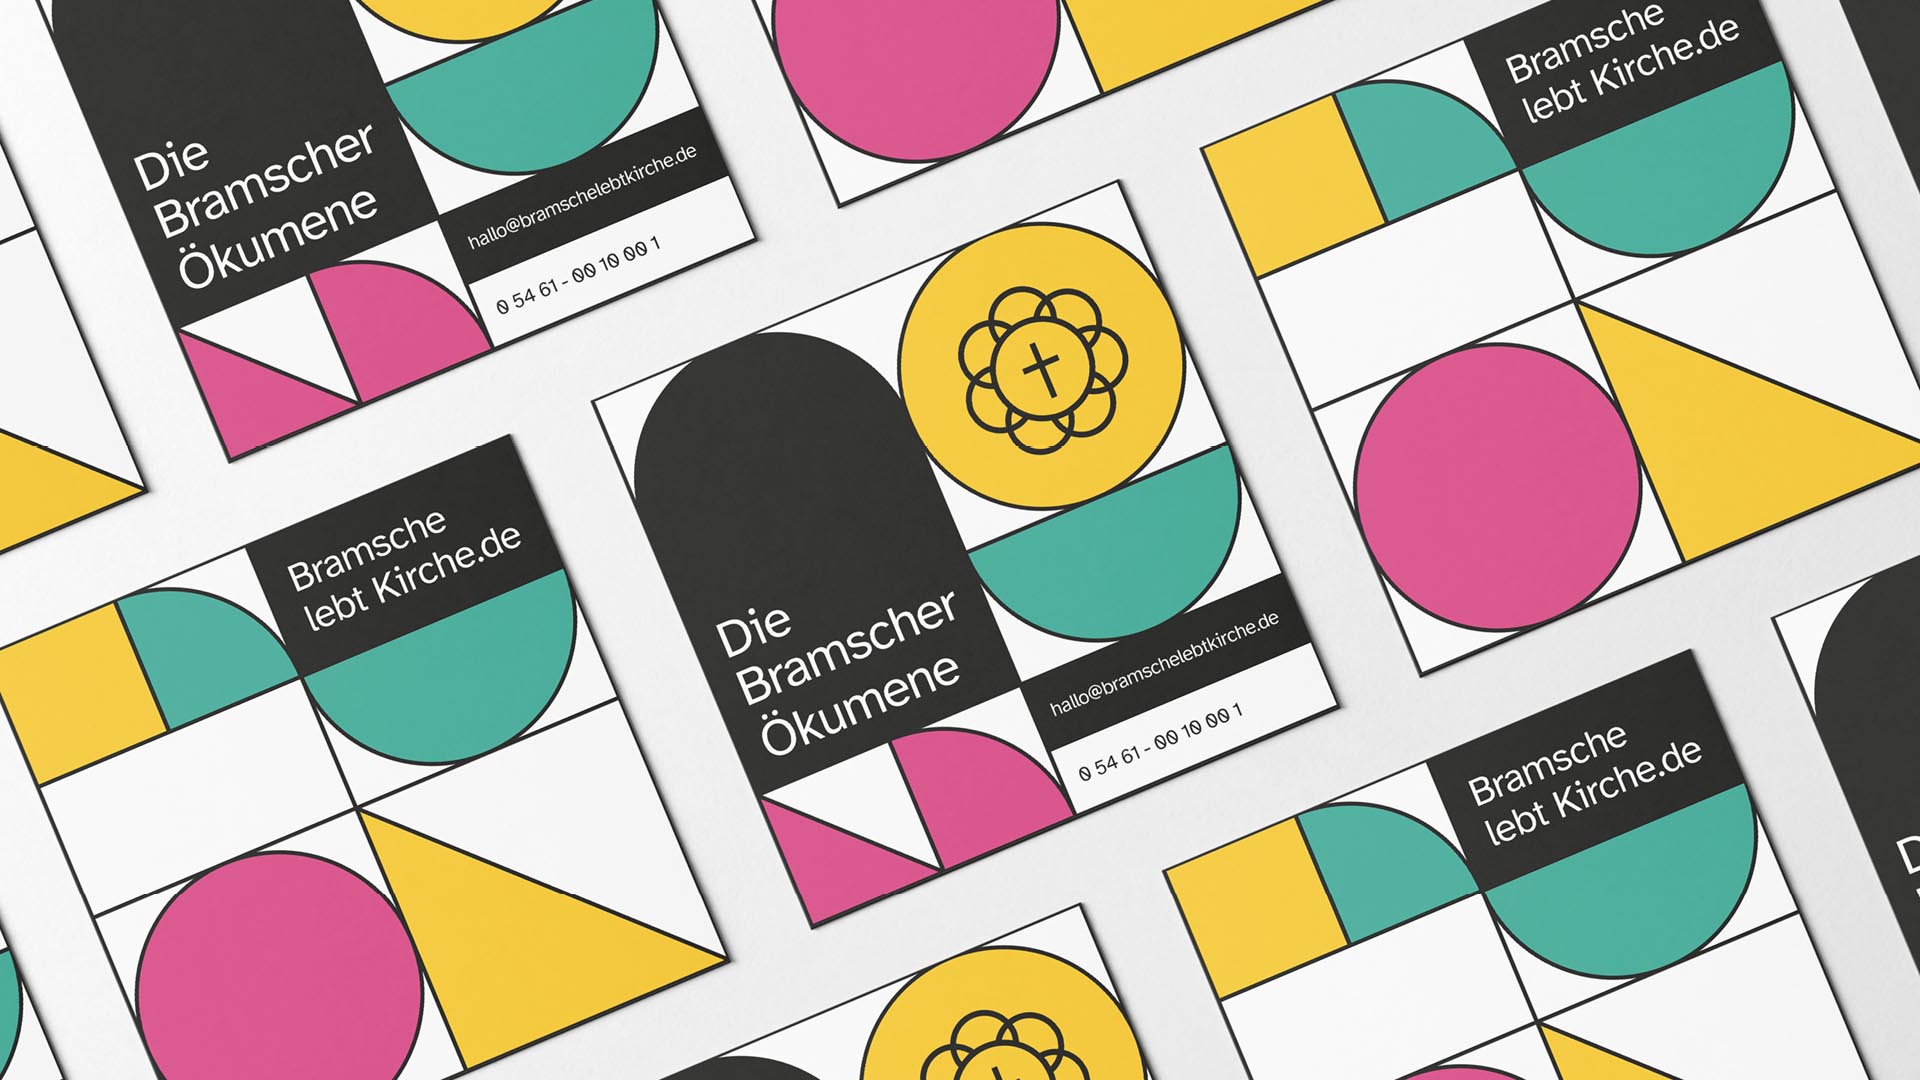 Die
Bramscher
Ökumene
hallo@bramschelebtkirche.de
0 54 61 - 00 10 00 1
Bramsche
lebt Kirche.de
Bramsche
lebt Kirche.de
Die
Bramscher
Ökumene
hallo@bramschelebtkirche.de
0 54 61 - 00 10 00 1
Bramsche
lebt Kirche.de